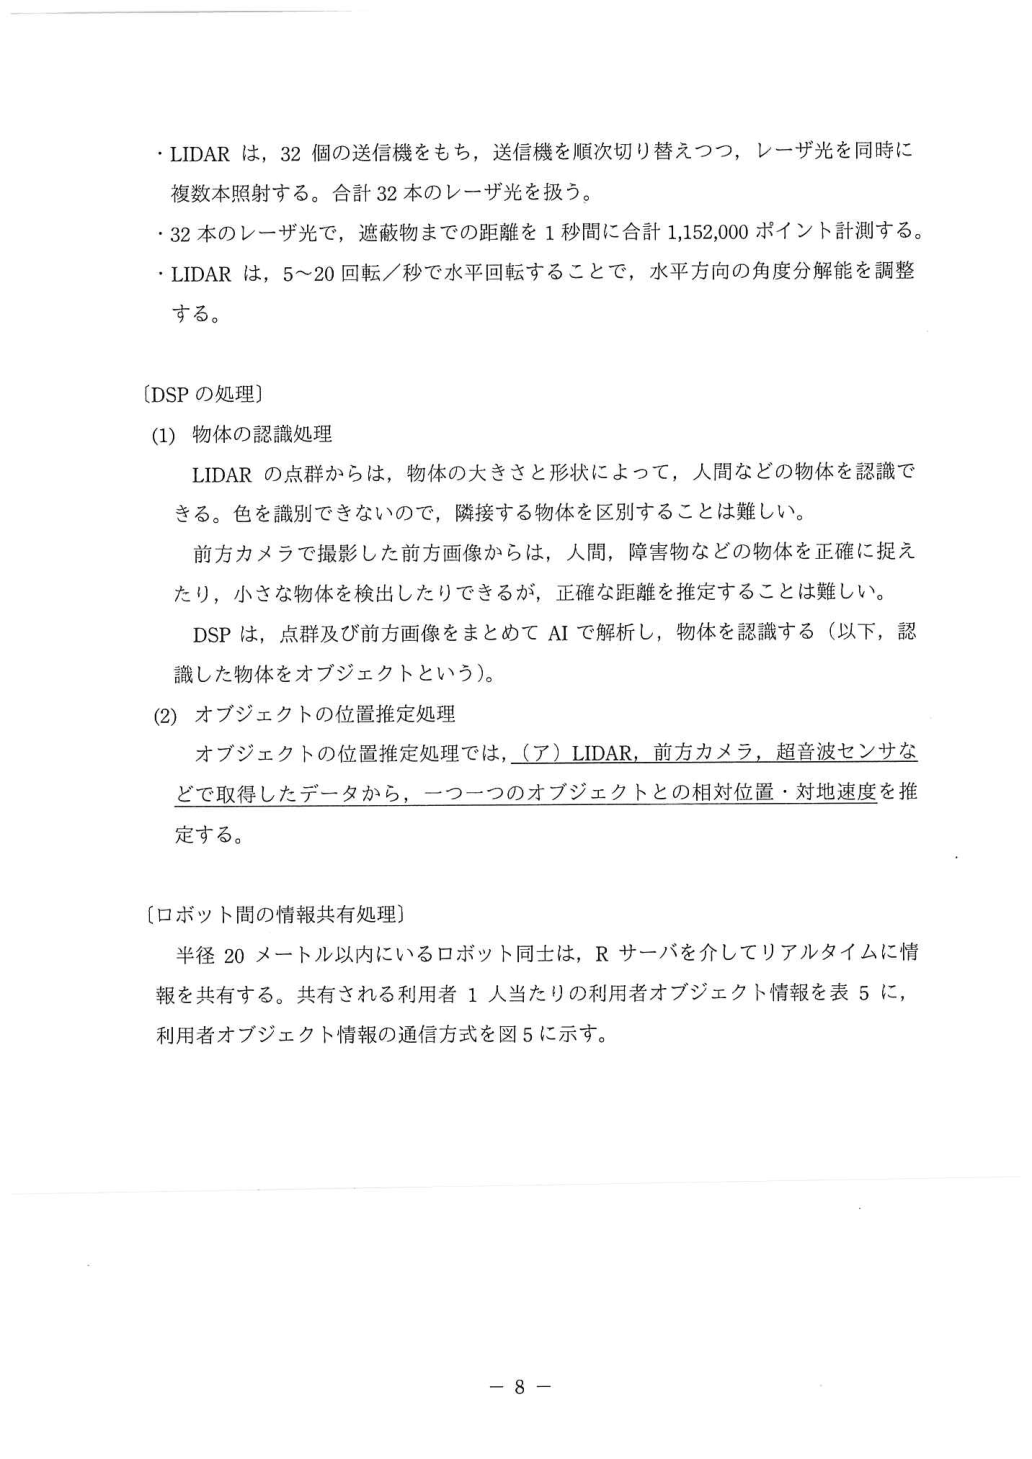 ・LIDAR は，32 個の送信機をもち，送信機を順次切り替えつつ，レーザ光を同時に
複数本照射する。合計 32 本のレーザ光を扱う。
・32 本のレーザ光で，遮蔽物までの距離を 1 秒間に合計 1,152,000 ポイント計測する。
・LIDAR は，5～20 回転／秒で水平回転することで，水平方向の角度分解能を調整
する。
〔DSP の処理〕
(1) 物体の認識処理
LIDAR の点群からは，物体の大きさと形状によって，人間などの物体を認識で
きる。色を識別できないので，隣接する物体を区別することは難しい。
前方カメラで撮影した前方画像からは，人間，障害物などの物体を正確に捉え
たり，小さな物体を検出したりできるが，正確な距離を推定することは難しい。
DSP は，点群及び前方画像をまとめて AI で解析し，物体を認識する（以下，認
識した物体をオブジェクトという）。
(2) オブジェクトの位置推定処理
オブジェクトの位置推定処理では，（ア）LIDAR，前方カメラ，超音波センサな
どで取得したデータから，一つ一つのオブジェクトとの相対位置・対地速度を推
定する。
〔ロボット間の情報共有処理〕
半径 20 メートル以内にいるロボット同士は，R サーバを介してリアルタイムに情
報を共有する。共有される利用者 1 人当たりの利用者オブジェクト情報を表 5 に，
利用者オブジェクト情報の通信方式を図 5 に示す。
－ 8 －